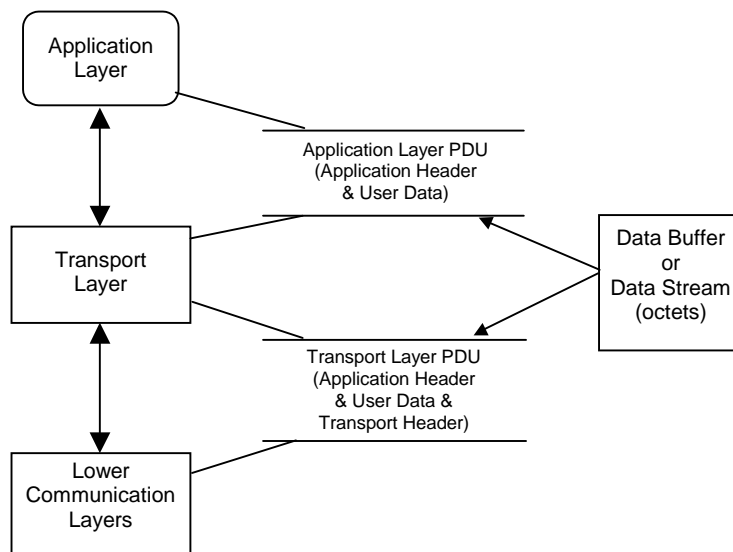 Application
Layer
Application Layer PDU
(Application Header
& User Data)
Transport
Layer
Data Buffer
or
Data Stream
(octets)
Transport Layer PDU
(Application Header
& User Data &
Transport Header)
Lower
Communication
Layers